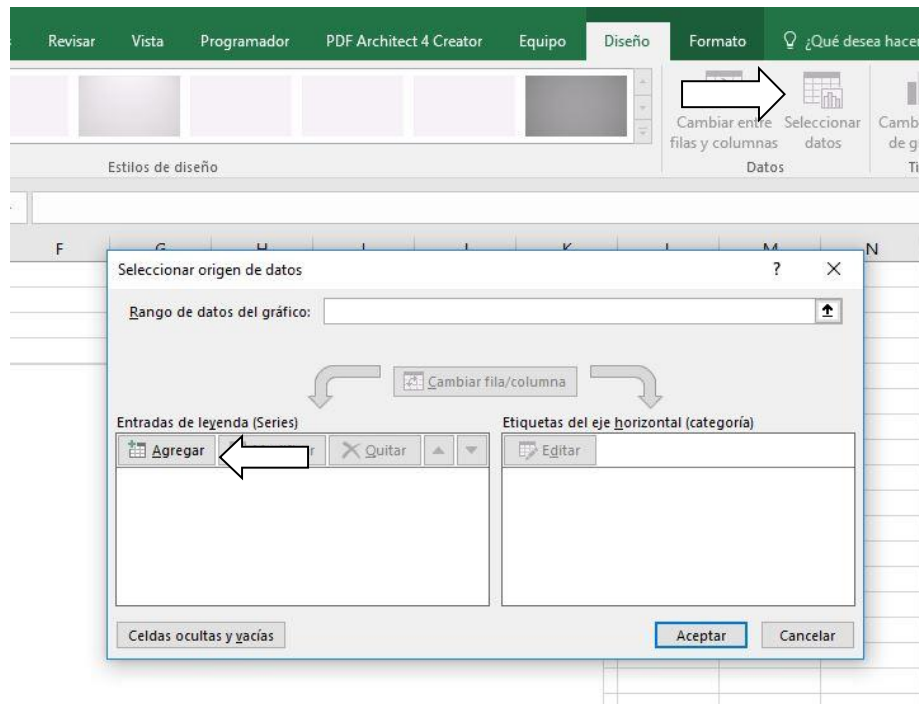 Revisar Vista Programador PDF Architect 4 Creator Equipo Diseño Formato ¿Qué desea hacer
Cambiar entre filas y columnas
Seleccionar datos
Estilos de diseño
Datos
F G H K M N
Seleccionar origen de datos ? X
Rango de datos del gráfico:
Cambiar fila/columna
Entradas de leyenda (Series)
Etiquetas del eje horizontal (categoría)
Agregar Quitar
Editar
Celdas ocultas y vacías
Aceptar Cancelar